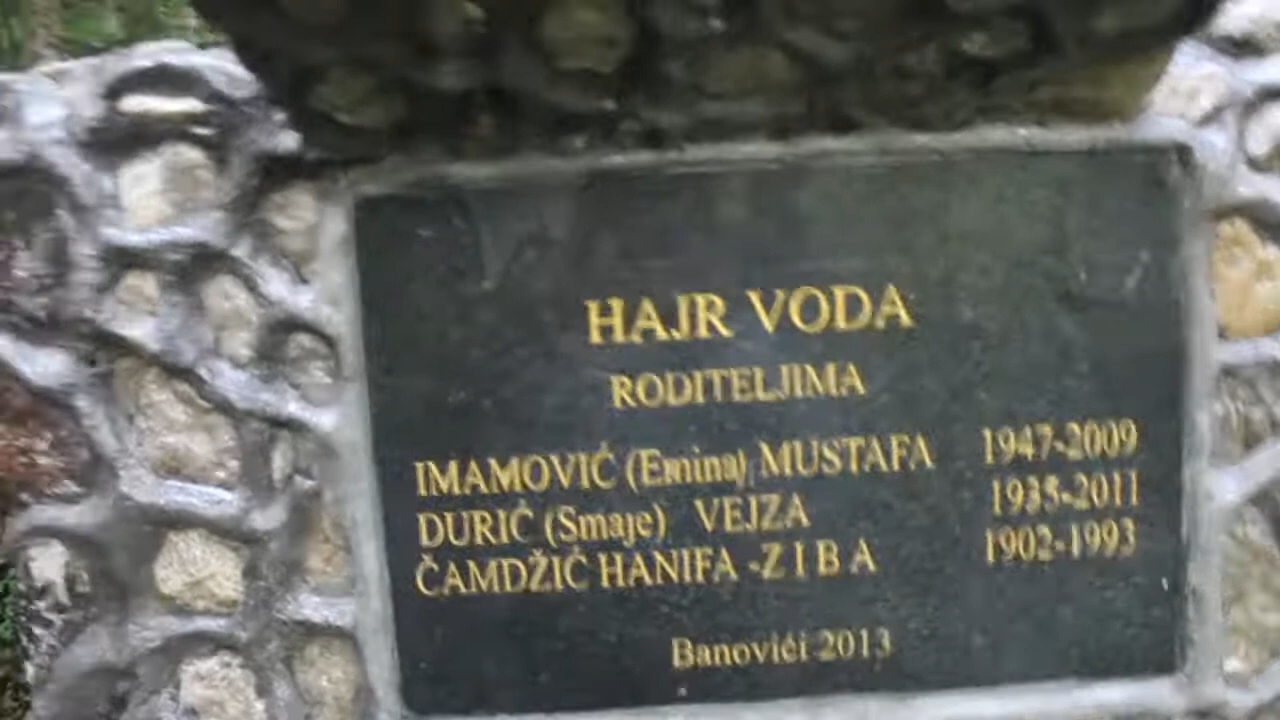 HAJR VODA
RODITELJIMA
IMAMOVIĆ (Emina) MUSTAFA 1947-2009
DURIĆ (Smaje) VEJZA 1935-2011
ČAMDŽIĆ HANIFA -Z I B A 1902-1993
Banovići 2013